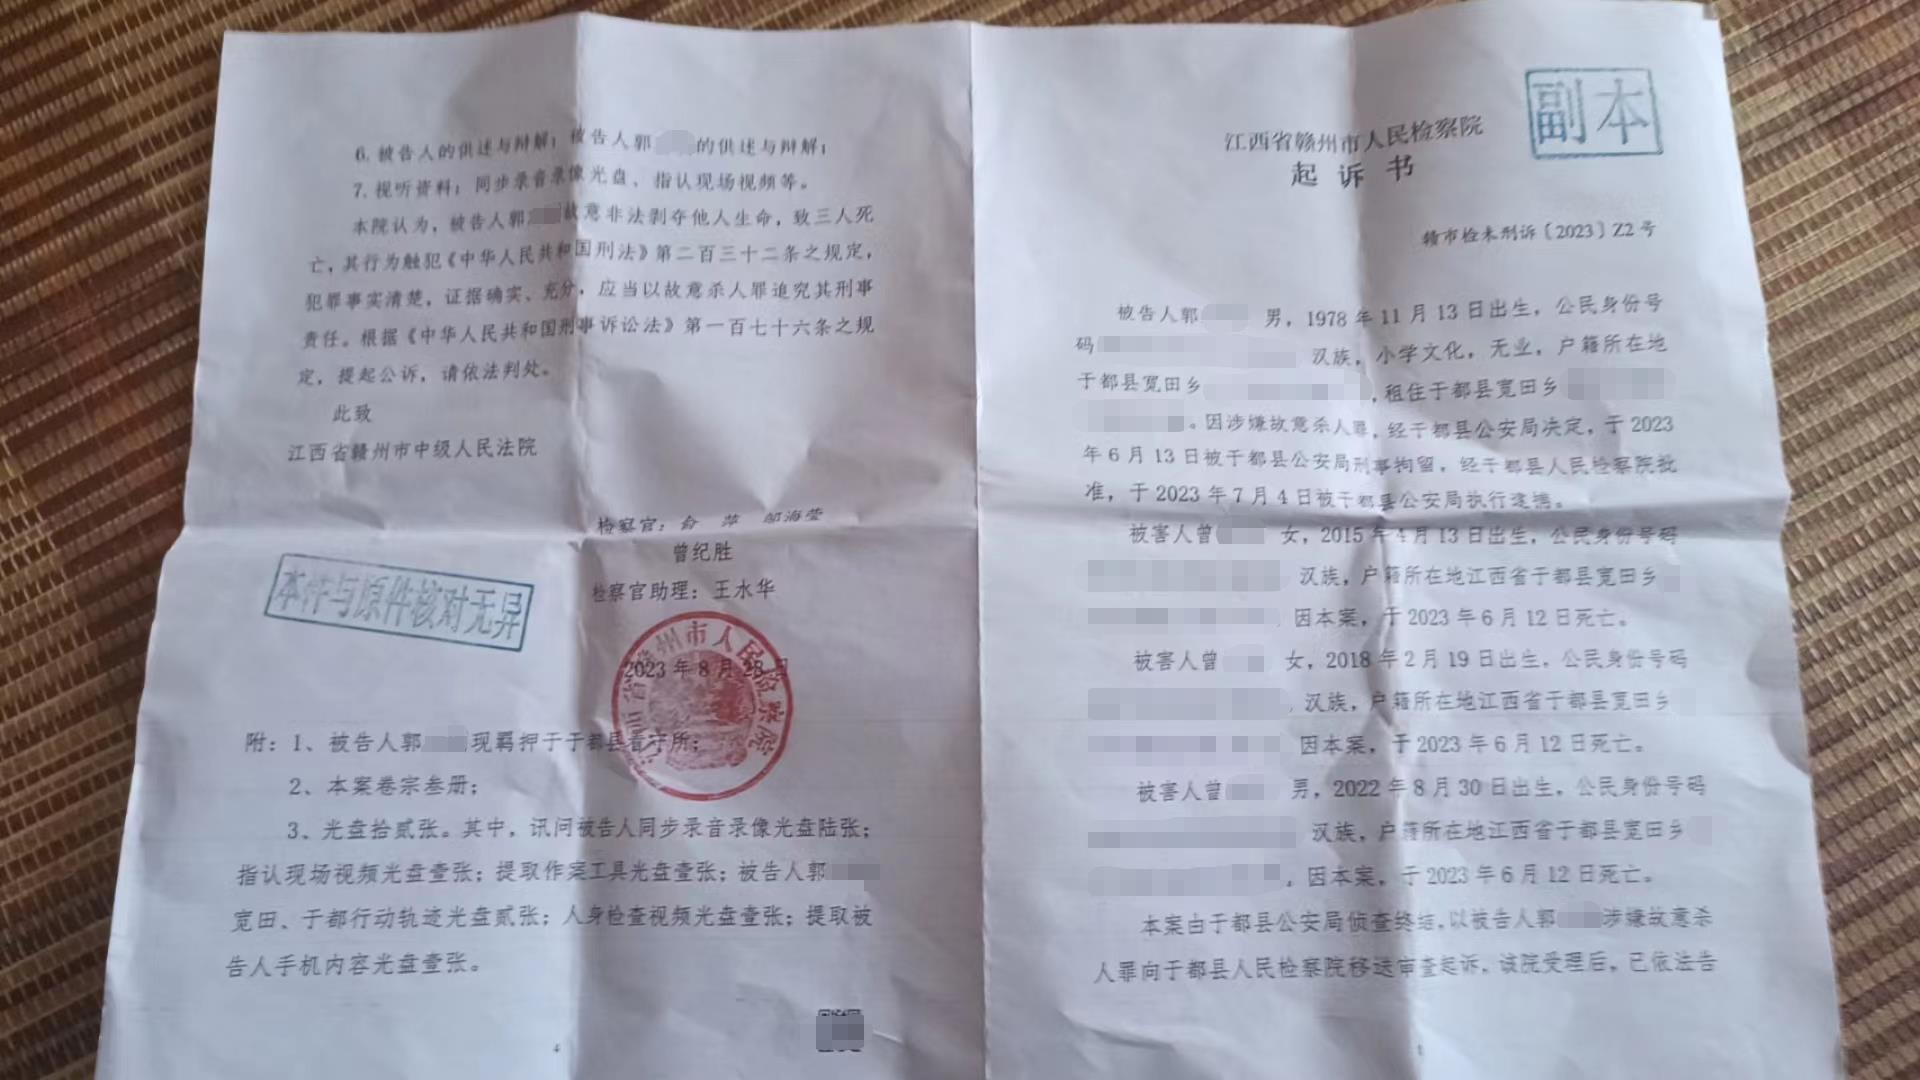 6. 被告人的供述与辩解：被告人郭的供述与辩解；
7. 视听资料：同步录音录像光盘、指认现场视频等。
本院认为，被告人郭故意非法剥夺他人生命，致三人死
亡，其行为触犯《中华人民共和国刑法》第二百三十二条之规定，
犯罪事实清楚，证据确实、充分，应当以故意杀人罪追究其刑事
责任。根据《中华人民共和国刑事诉讼法》第一百七十六条之规
定，提起公诉，请依法判处。
此致
江西省赣州市中级人民法院
检察官：俞 萍 邹海莹
曾纪胜
检察官助理：王水华
本件与原件核对无异
2023年8月28日
省赣州市人民检察院
附：1、被告人郭现羁押于于都县看守所；
2、本案卷宗叁册；
3、光盘拾贰张。其中，讯问被告人同步录音录像光盘陆张；
指认现场视频光盘壹张；提取作案工具光盘壹张；被告人郭
宽田、于都行动轨迹光盘贰张；人身检查视频光盘壹张；提取被
告人手机内容光盘壹张。
4
副本
江西省赣州市人民检察院
起诉书
赣市检未刑诉〔2023〕Z2号
被告人郭 男，1978年11月13日出生，公民身份号
码 汉族，小学文化，无业，户籍所在地
于都县宽田乡 ，租住于都县宽田乡
。因涉嫌故意杀人罪，经于都县公安局决定，于2023
年6月13日被于都县公安局刑事拘留，经于都县人民检察院批
准，于2023年7月4日被于都县公安局执行逮捕。
被害人曾 女，2015年4月13日出生，公民身份号码
汉族，户籍所在地江西省于都县宽田乡
因本案，于2023年6月12日死亡。
被害人曾 女，2018年2月19日出生，公民身份号码
，汉族，户籍所在地江西省于都县宽田乡
因本案，于2023年6月12日死亡。
被害人曾 男，2022年8月30日出生，公民身份号码
汉族，户籍所在地江西省于都县宽田乡
，因本案，于2023年6月12日死亡。
本案由于都县公安局侦查终结，以被告人郭涉嫌故意杀
人罪向于都县人民检察院移送审查起诉，该院受理后，已依法告